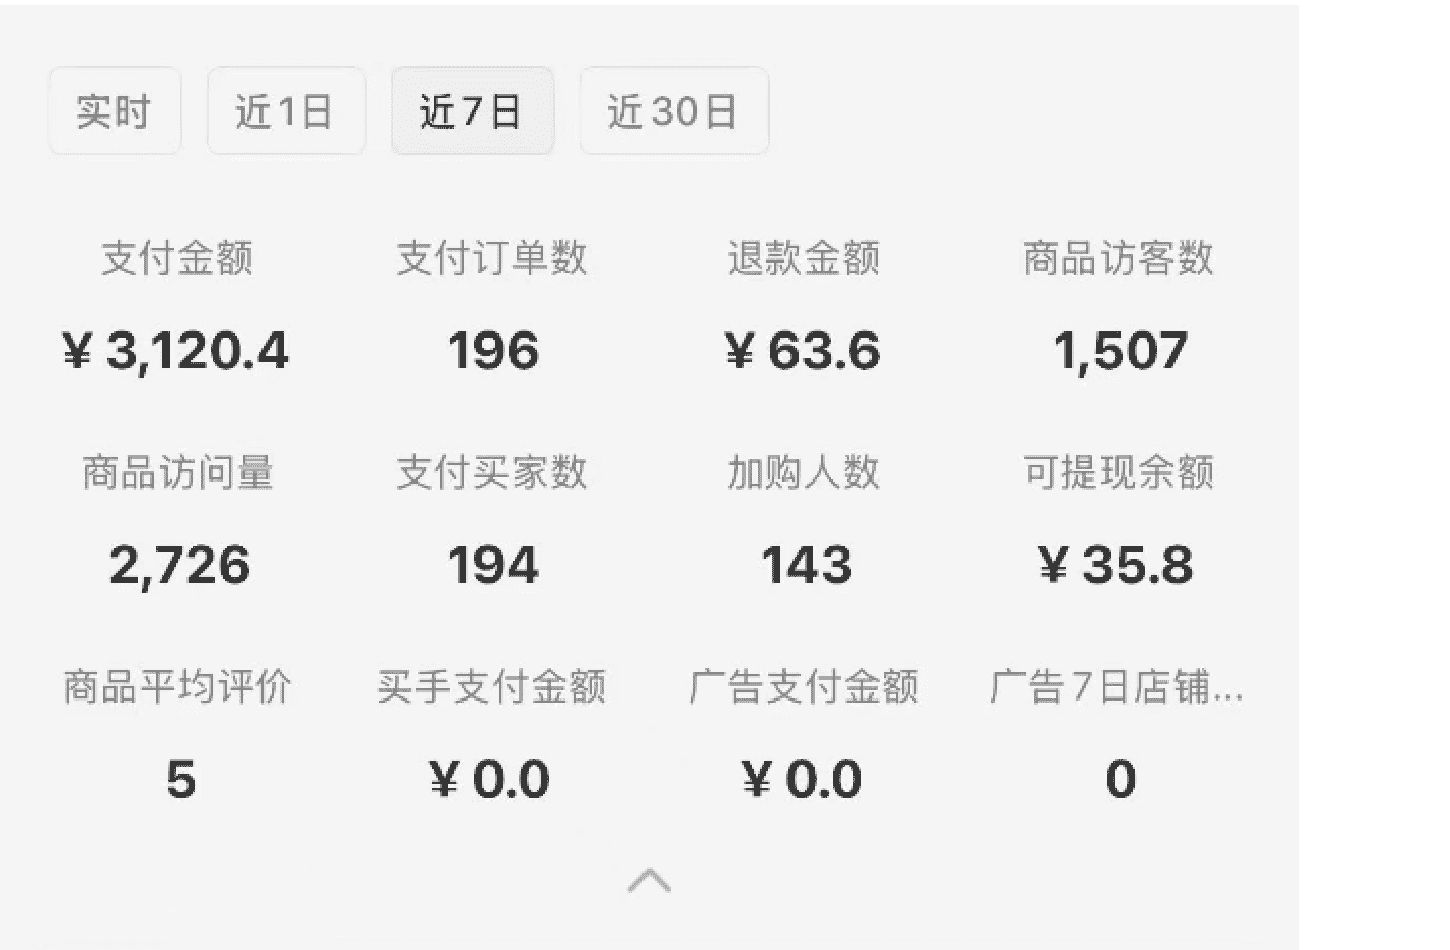 实时 近1日 近7日 近30日
支付金额 支付订单数 退款金额 商品访客数
¥ 3,120.4 196 ¥ 63.6 1,507
商品访问量 支付买家数 加购人数 可提现余额
2,726 194 143 ¥ 35.8
商品平均评价 买手支付金额 广告支付金额 广告7日店铺...
5 ¥ 0.0 ¥ 0.0 0